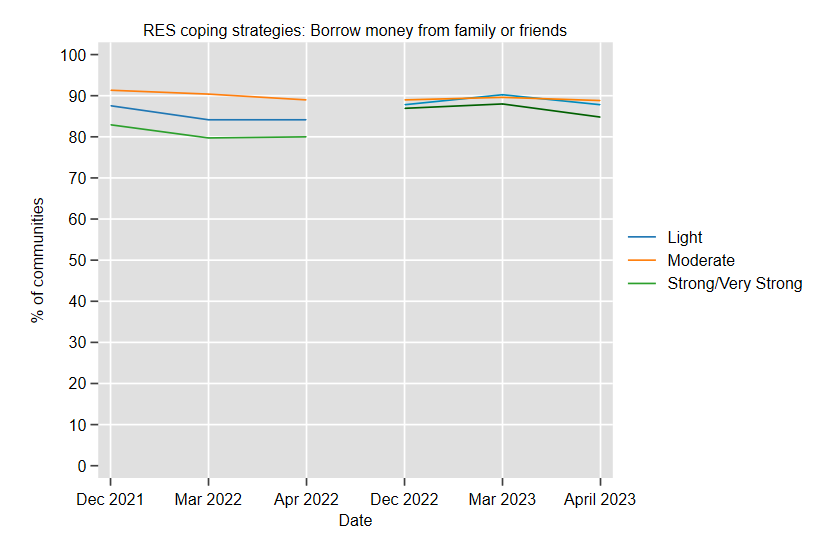 RES coping strategies: Borrow money from family or friends
100
90
80
70
60
50
40
30
20
10
0
% of communities
Dec 2021 Mar 2022 Apr 2022 Dec 2022 Mar 2023 April 2023
Date
Light
Moderate
Strong/Very Strong